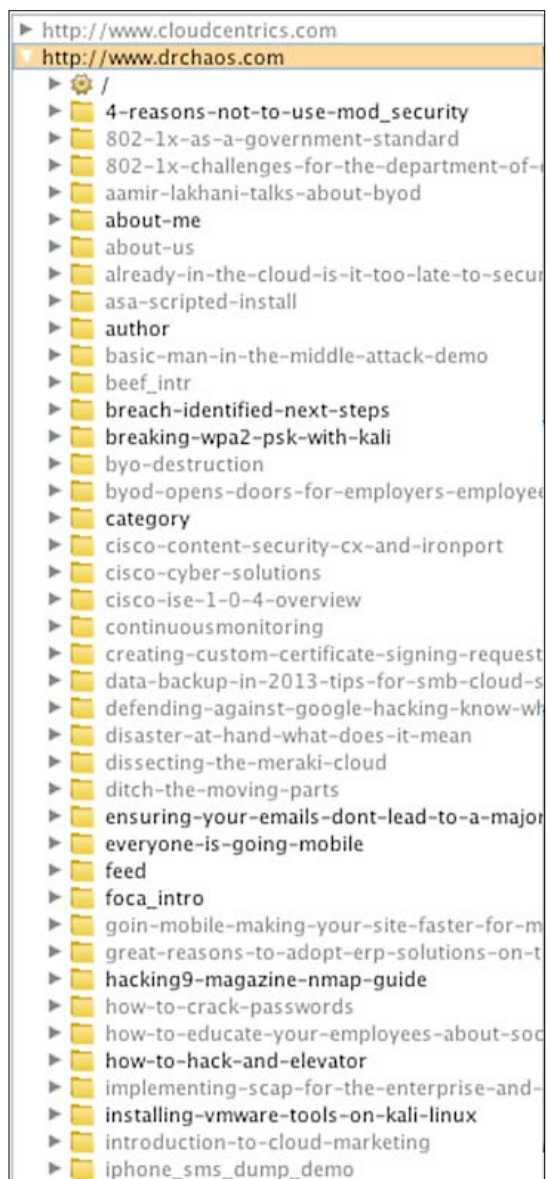 http://www.cloudcentrics.com
http://www.drchaos.com
/
4-reasons-not-to-use-mod_security
802-1x-as-a-government-standard
802-1x-challenges-for-the-department-of-
aamir-lakhani-talks-about-byod
about-me
about-us
already-in-the-cloud-is-it-too-late-to-secur
asa-scripted-install
author
basic-man-in-the-middle-attack-demo
beef_intr
breach-identified-next-steps
breaking-wpa2-psk-with-kali
byo-destruction
byod-opens-doors-for-employers-employee
category
cisco-content-security-cx-and-ironport
cisco-cyber-solutions
cisco-ise-1-0-4-overview
continuousmonitoring
creating-custom-certificate-signing-request
data-backup-in-2013-tips-for-smb-cloud-s
defending-against-google-hacking-know-wh
disaster-at-hand-what-does-it-mean
dissecting-the-meraki-cloud
ditch-the-moving-parts
ensuring-your-emails-dont-lead-to-a-major
everyone-is-going-mobile
feed
foca_intro
goin-mobile-making-your-site-faster-for-m
great-reasons-to-adopt-erp-solutions-on-t
hacking9-magazine-nmap-guide
how-to-crack-passwords
how-to-educate-your-employees-about-soc
how-to-hack-and-elevator
implementing-scap-for-the-enterprise-and-
installing-vmware-tools-on-kali-linux
introduction-to-cloud-marketing
iphone_sms_dump_demo